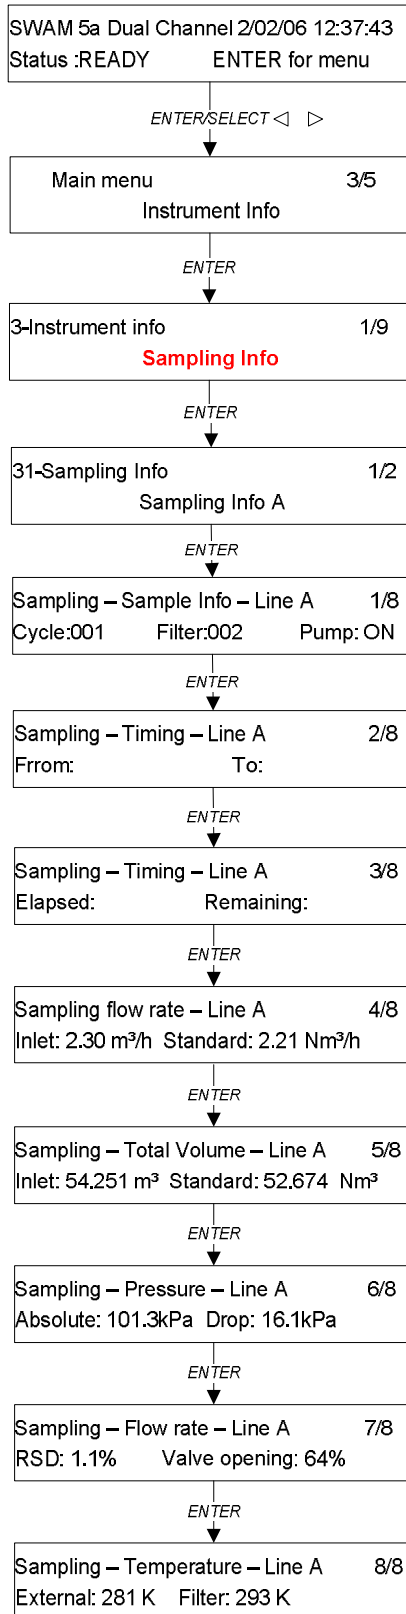 SWAM 5a Dual Channel 2/02/06 12:37:43
Status :READY ENTER for menu
ENTER/SELECT ◁ ▷
Main menu 3/5
Instrument Info
ENTER
3-Instrument info 1/9
Sampling Info
ENTER
31-Sampling Info 1/2
Sampling Info A
ENTER
Sampling – Sample Info – Line A 1/8
Cycle:001 Filter:002 Pump: ON
ENTER
Sampling – Timing – Line A 2/8
Frrom: To:
ENTER
Sampling – Timing – Line A 3/8
Elapsed: Remaining:
ENTER
Sampling flow rate – Line A 4/8
Inlet: 2.30 m³/h Standard: 2.21 Nm³/h
ENTER
Sampling – Total Volume – Line A 5/8
Inlet: 54.251 m³ Standard: 52.674 Nm³
ENTER
Sampling – Pressure – Line A 6/8
Absolute: 101.3kPa Drop: 16.1kPa
ENTER
Sampling – Flow rate – Line A 7/8
RSD: 1.1% Valve opening: 64%
ENTER
Sampling – Temperature – Line A 8/8
External: 281 K Filter: 293 K